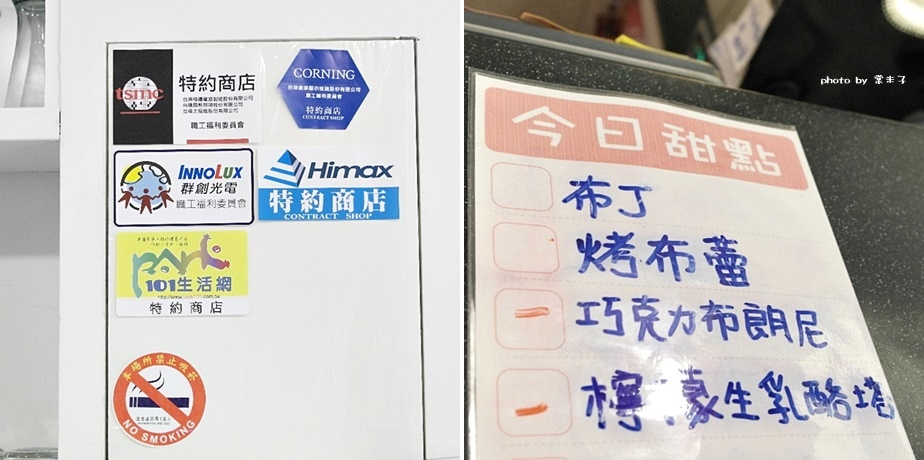 tsmc
特約商店
職工福利委員會
CORNING
特約商店
CONTRACT SHOP
INNOLUX
群創光電
職工福利委員會
Himax
特約商店
CONTRACT SHOP
park
101生活網
特約商店
本場所禁止吸菸
NO SMOKING
photo by 棠主子
今日甜點
布丁
烤布蕾
巧克力布朗尼
檸檬生乳酪塔